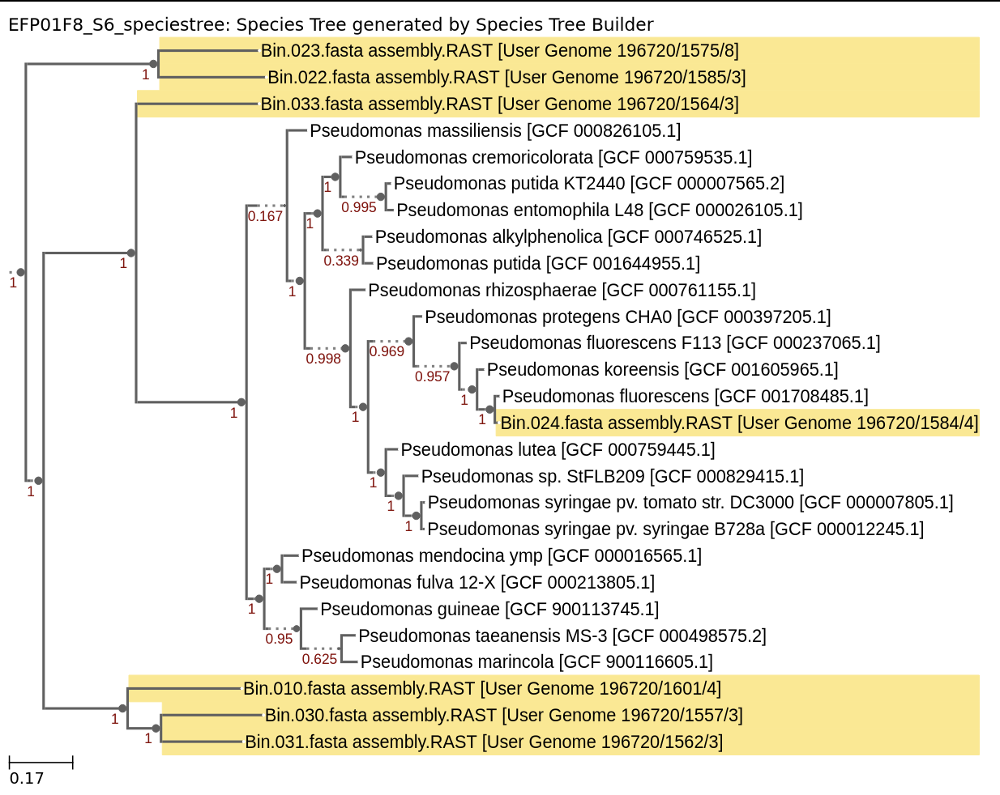 EFP01F8_S6_speciestree: Species Tree generated by Species Tree Builder
Bin.023.fasta assembly.RAST [User Genome 196720/1575/8]
1
Bin.022.fasta assembly.RAST [User Genome 196720/1585/3]
Bin.033.fasta assembly.RAST [User Genome 196720/1564/3]
Pseudomonas massiliensis [GCF 000826105.1]
Pseudomonas cremoricolorata [GCF 000759535.1]
1
Pseudomonas putida KT2440 [GCF 000007565.2]
0.995
Pseudomonas entomophila L48 [GCF 000026105.1]
0.167
1
Pseudomonas alkylphenolica [GCF 000746525.1]
0.339
1
Pseudomonas putida [GCF 001644955.1]
1
1
Pseudomonas rhizosphaerae [GCF 000761155.1]
Pseudomonas protegens CHA0 [GCF 000397205.1]
Pseudomonas fluorescens F113 [GCF 000237065.1]
0.998
0.969
Pseudomonas koreensis [GCF 001605965.1]
0.957
Pseudomonas fluorescens [GCF 001708485.1]
1
1
1
1
Bin.024.fasta assembly.RAST [User Genome 196720/1584/4]
Pseudomonas lutea [GCF 000759445.1]
Pseudomonas sp. StFLB209 [GCF 000829415.1]
1
1
Pseudomonas syringae pv. tomato str. DC3000 [GCF 000007805.1]
1
1
Pseudomonas syringae pv. syringae B728a [GCF 000012245.1]
Pseudomonas mendocina ymp [GCF 000016565.1]
1
Pseudomonas fulva 12-X [GCF 000213805.1]
1
Pseudomonas guineae [GCF 900113745.1]
0.95
Pseudomonas taeanensis MS-3 [GCF 000498575.2]
0.625
Pseudomonas marincola [GCF 900116605.1]
Bin.010.fasta assembly.RAST [User Genome 196720/1601/4]
1
Bin.030.fasta assembly.RAST [User Genome 196720/1557/3]
1
Bin.031.fasta assembly.RAST [User Genome 196720/1562/3]
0.17